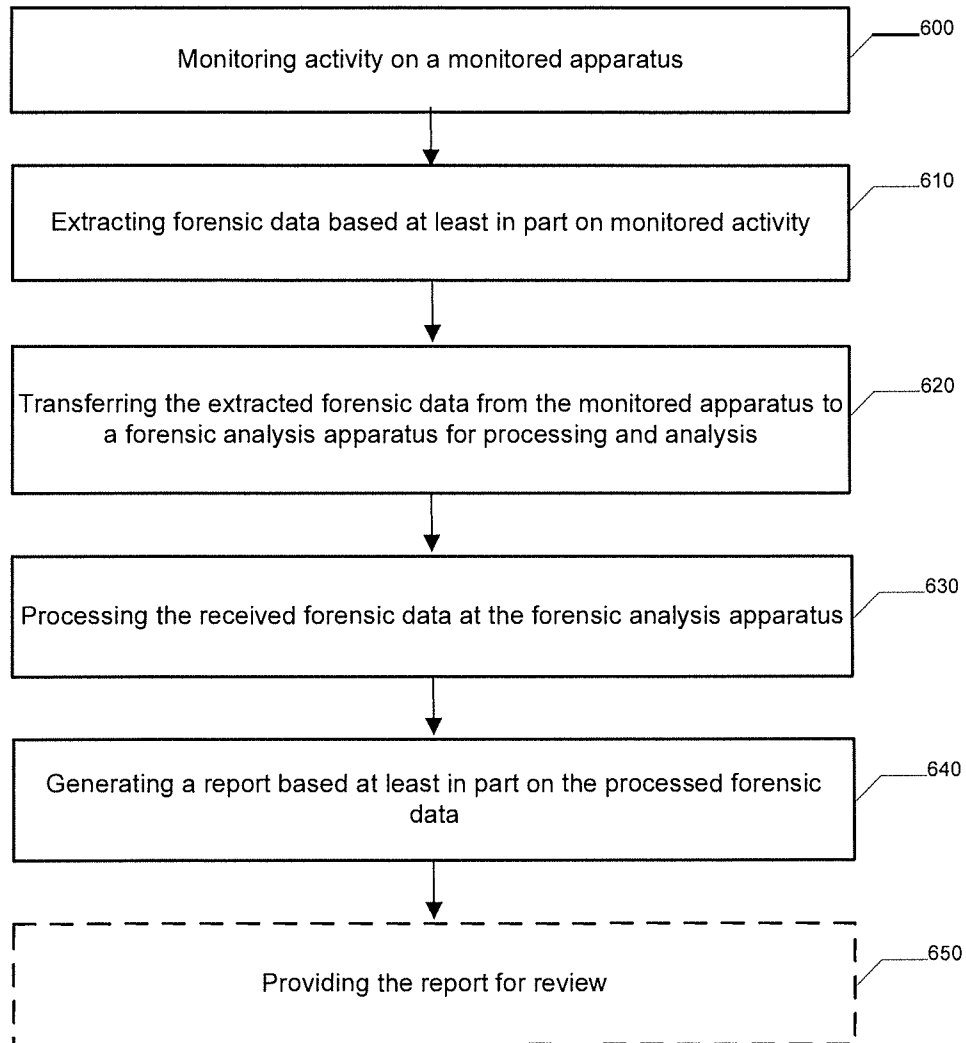 600
Monitoring activity on a monitored apparatus
610
Extracting forensic data based at least in part on monitored activity
620
Transferring the extracted forensic data from the monitored apparatus to
a forensic analysis apparatus for processing and analysis
630
Processing the received forensic data at the forensic analysis apparatus
640
Generating a report based at least in part on the processed forensic
data
650
Providing the report for review